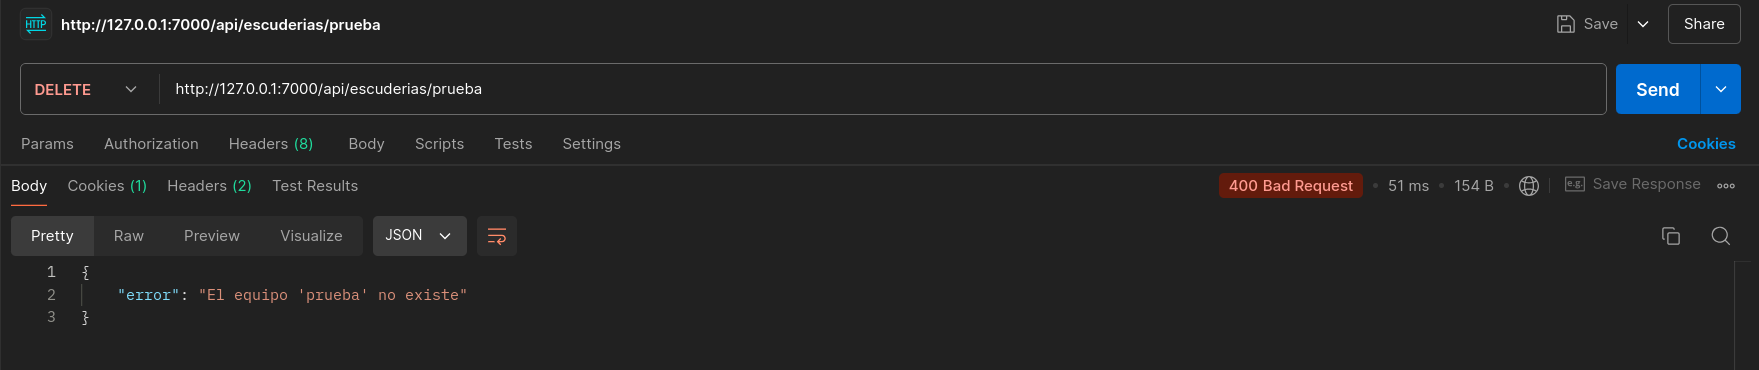 HTTP http://127.0.0.1:7000/api/escuderias/prueba Save Share
DELETE http://127.0.0.1:7000/api/escuderias/prueba Send
Params Authorization Headers (8) Body Scripts Tests Settings Cookies
Body Cookies (1) Headers (2) Test Results 400 Bad Request • 51 ms • 154 B • e.g. Save Response
Pretty Raw Preview Visualize JSON
1 {
2 "error": "El equipo 'prueba' no existe"
3 }